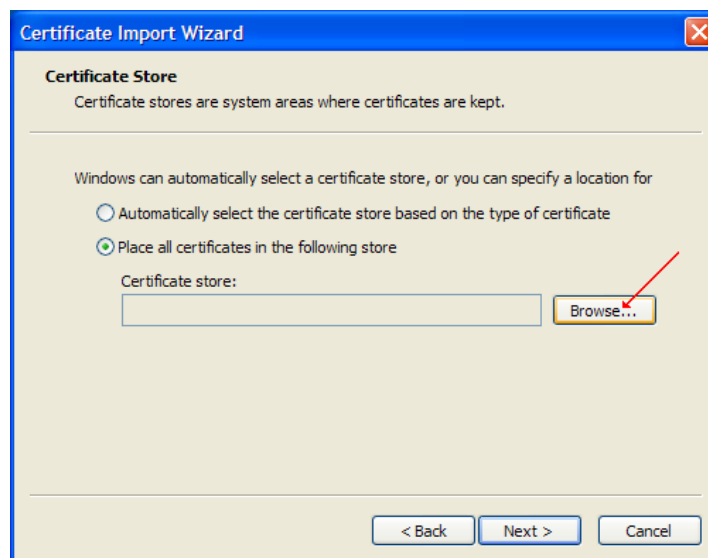 Certificate Import Wizard
Certificate Store
Certificate stores are system areas where certificates are kept.
Windows can automatically select a certificate store, or you can specify a location for
Automatically select the certificate store based on the type of certificate
Place all certificates in the following store
Certificate store:
Browse...
< Back Next > Cancel